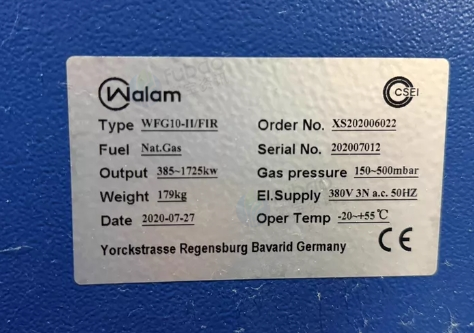 Walam CSEI
Type WFG10-II/FIR Order No. XS202006022
Fuel Nat.Gas Serial No. 202007012
Output 385~1725kw Gas pressure 150~500mbar
Weight 179kg El.Supply 380V 3N a.c. 50HZ
Date 2020-07-27 Oper Temp -20~+55℃
Yorckstrasse Regensburg Bavarid Germany CE